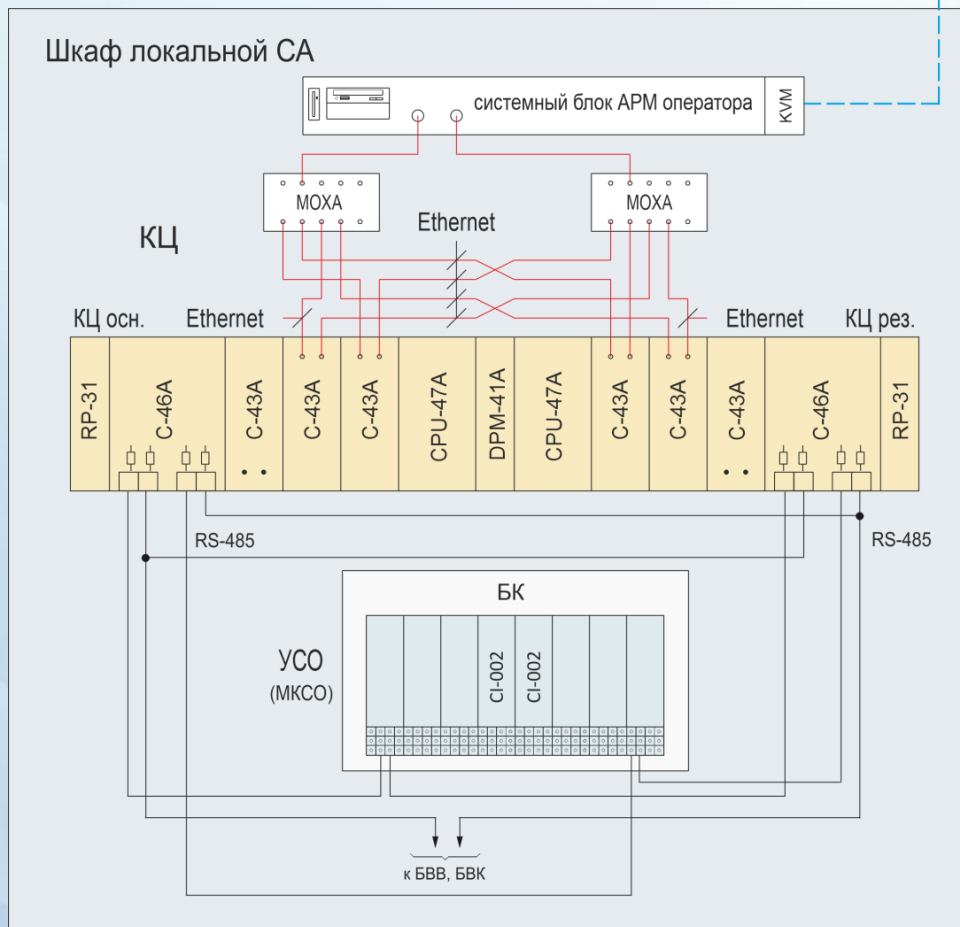 Шкаф локальной СА
системный блок АРМ оператора
KVM
MOXA
MOXA
Ethernet
КЦ
КЦ осн.
Ethernet
Ethernet
КЦ рез.
RP-31
C-46A
C-43A
C-43A
C-43A
CPU-47A
DPM-41A
CPU-47A
C-43A
C-43A
C-43A
C-46A
RP-31
RS-485
RS-485
БК
УСО
(МКСО)
CI-002
CI-002
к БВВ, БВК